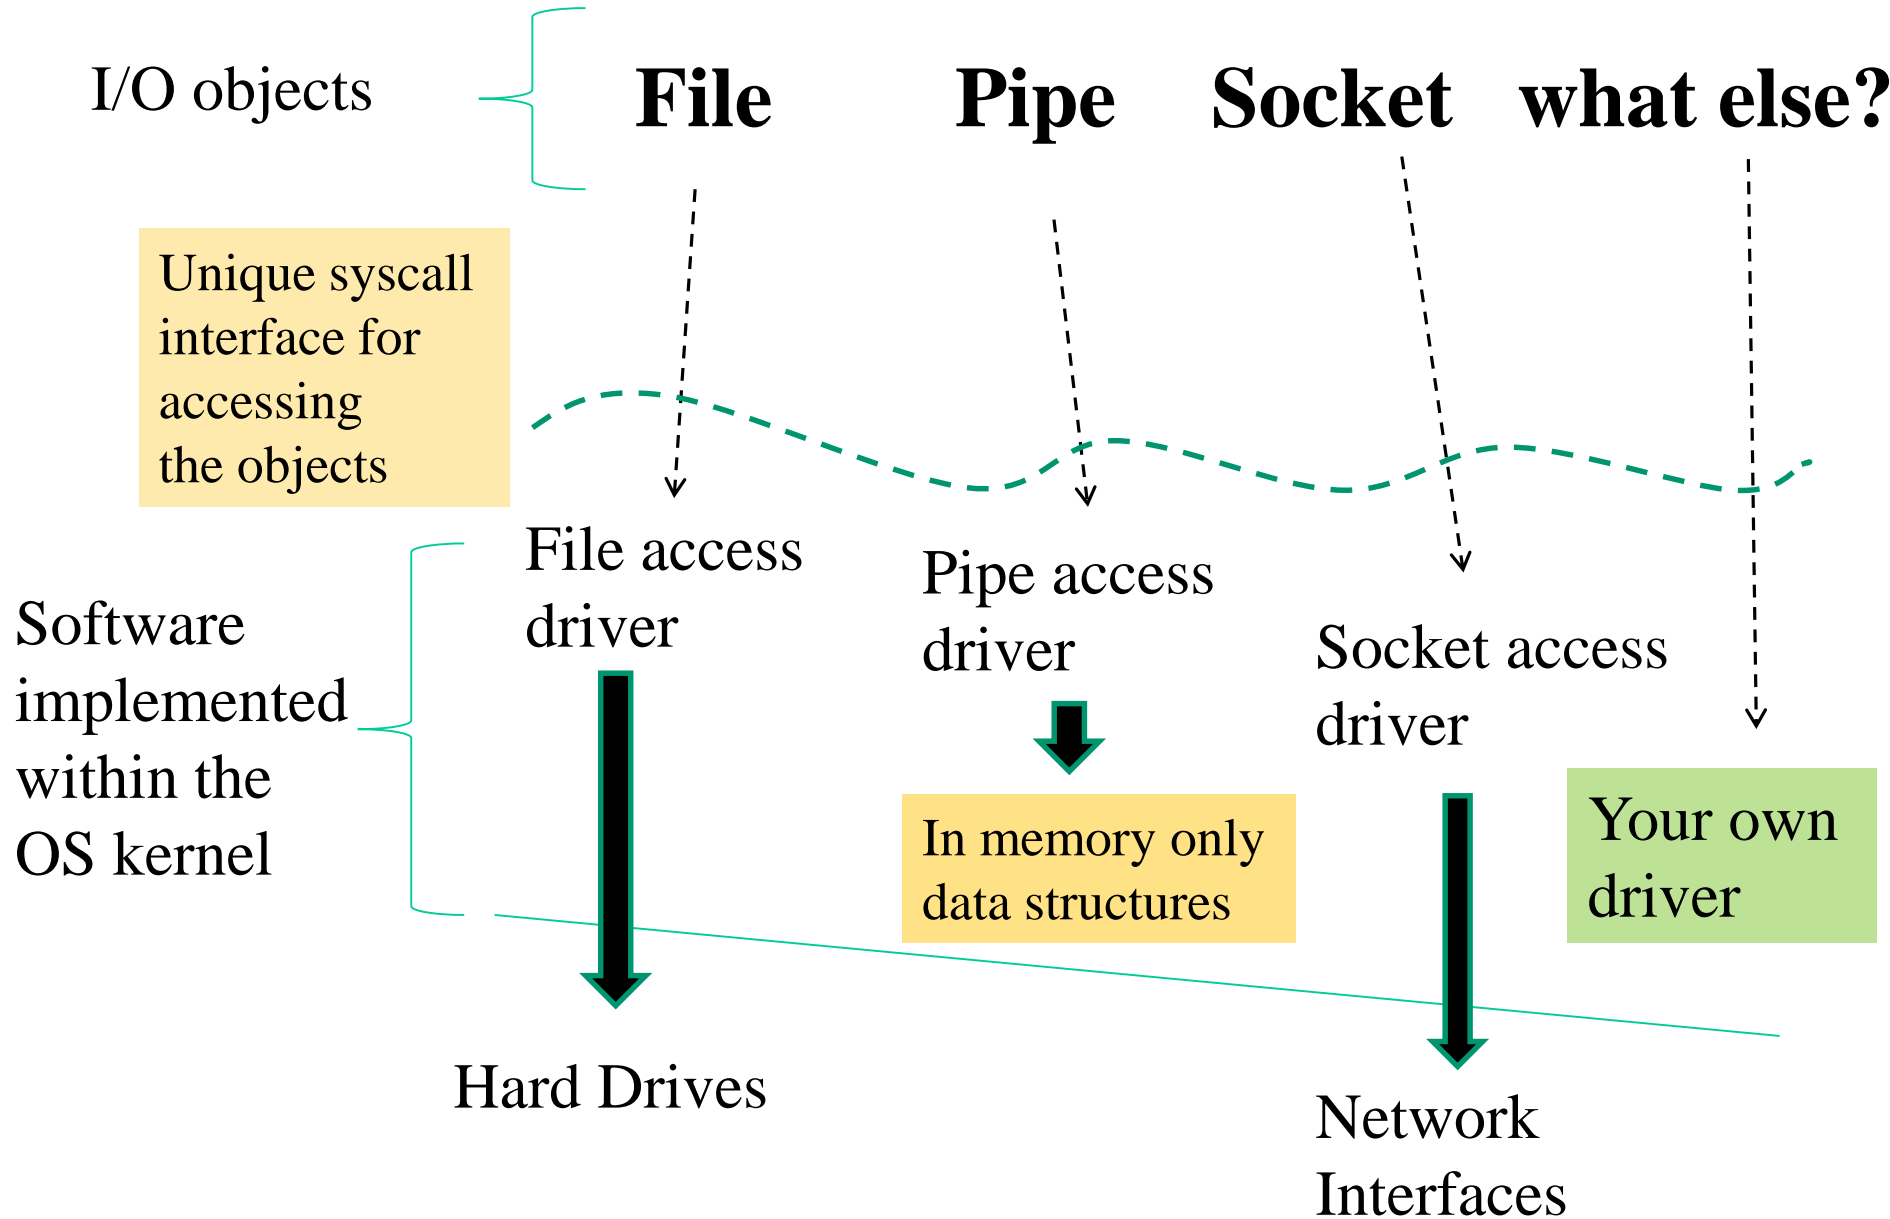 I/O objects
File
Pipe
Socket
what else?
Unique syscall
interface for
accessing
the objects
File access
driver
Pipe access
driver
Socket access
driver
Software
implemented
within the
OS kernel
In memory only
data structures
Your own
driver
Hard Drives
Network
Interfaces